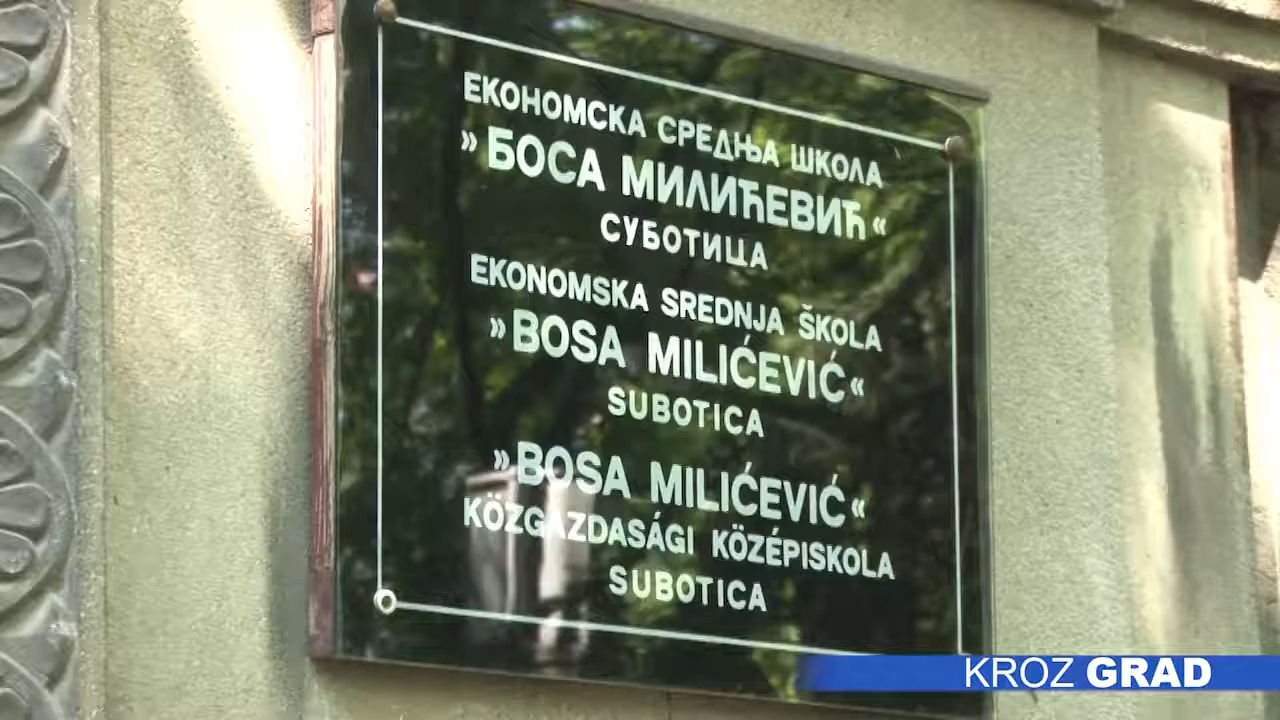 ЕКОНОМСКА СРЕДЊА ШКОЛА
»БОСА МИЛИЋЕВИЋ«
СУБОТИЦА
EKONOMSKA SREDNJA ŠKOLA
»BOSA MILIĆEVIĆ«
SUBOTICA
»BOSA MILIĆEVIĆ«
KÖZGAZDASÁGI KÖZÉPISKOLA
SUBOTICA
KROZ GRAD